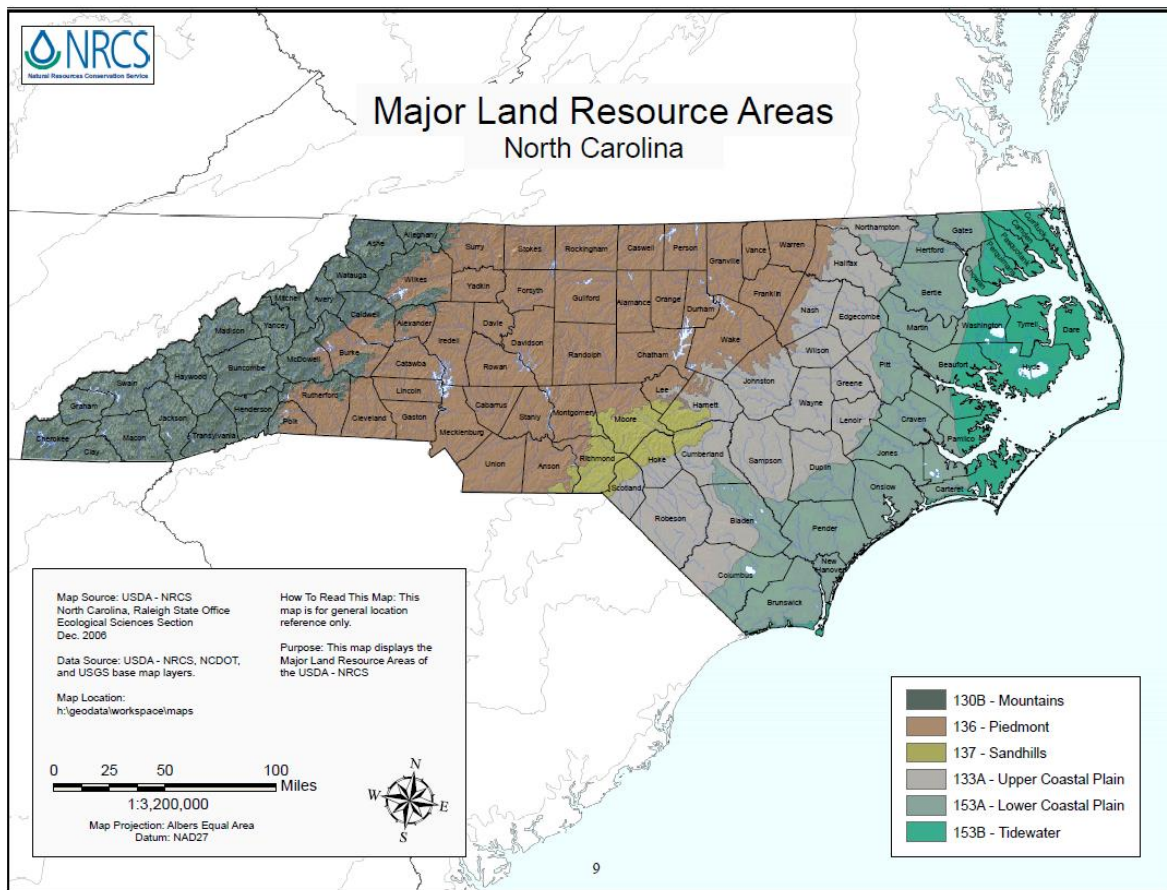 NRCS
Natural Resources Conservation Service
Major Land Resource Areas
North Carolina
Ashe
Alleghany
Surry
Stokes
Rockingham
Caswell
Person
Vance
Warren
Northampton
Gates
Hertford
Granville
Halifax
Watauga
Wilkes
Yadkin
Forsyth
Guilford
Alamance
Orange
Durham
Franklin
Nash
Edgecombe
Bertie
Mitchell
Avery
Caldwell
Alexander
Iredell
Davie
Davidson
Randolph
Chatham
Wake
Wilson
Martin
Washington
Tyrrell
Dare
Madison
Yancey
McDowell
Burke
Catawba
Rowan
Johnston
Greene
Pitt
Beaufort
Hyde
Swain
Haywood
Buncombe
Rutherford
Lincoln
Lee
Harnett
Wayne
Graham
Jackson
Henderson
Polk
Cleveland
Gaston
Cabarrus
Stanly
Montgomery
Moore
Lenoir
Craven
Cherokee
Macon
Transylvania
Mecklenburg
Pamlico
Clay
Union
Anson
Richmond
Hoke
Cumberland
Sampson
Duplin
Jones
Scotland
Onslow
Carteret
Robeson
Bladen
Pender
Columbus
New
Hanover
Brunswick
Map Source: USDA - NRCS
North Carolina, Raleigh State Office
Ecological Sciences Section
Dec. 2006
Data Source: USDA - NRCS, NCDOT,
and USGS base map layers.
Map Location:
h:\geodata\workspace\maps
How To Read This Map: This
map is for general location
reference only.
Purpose: This map displays the
Major Land Resource Areas of
the USDA - NRCS
0 25 50 100
Miles
1:3,200,000
Map Projection: Albers Equal Area
Datum: NAD27
N
W
E
S
130B - Mountains
136 - Piedmont
137 - Sandhills
133A - Upper Coastal Plain
153A - Lower Coastal Plain
153B - Tidewater
9